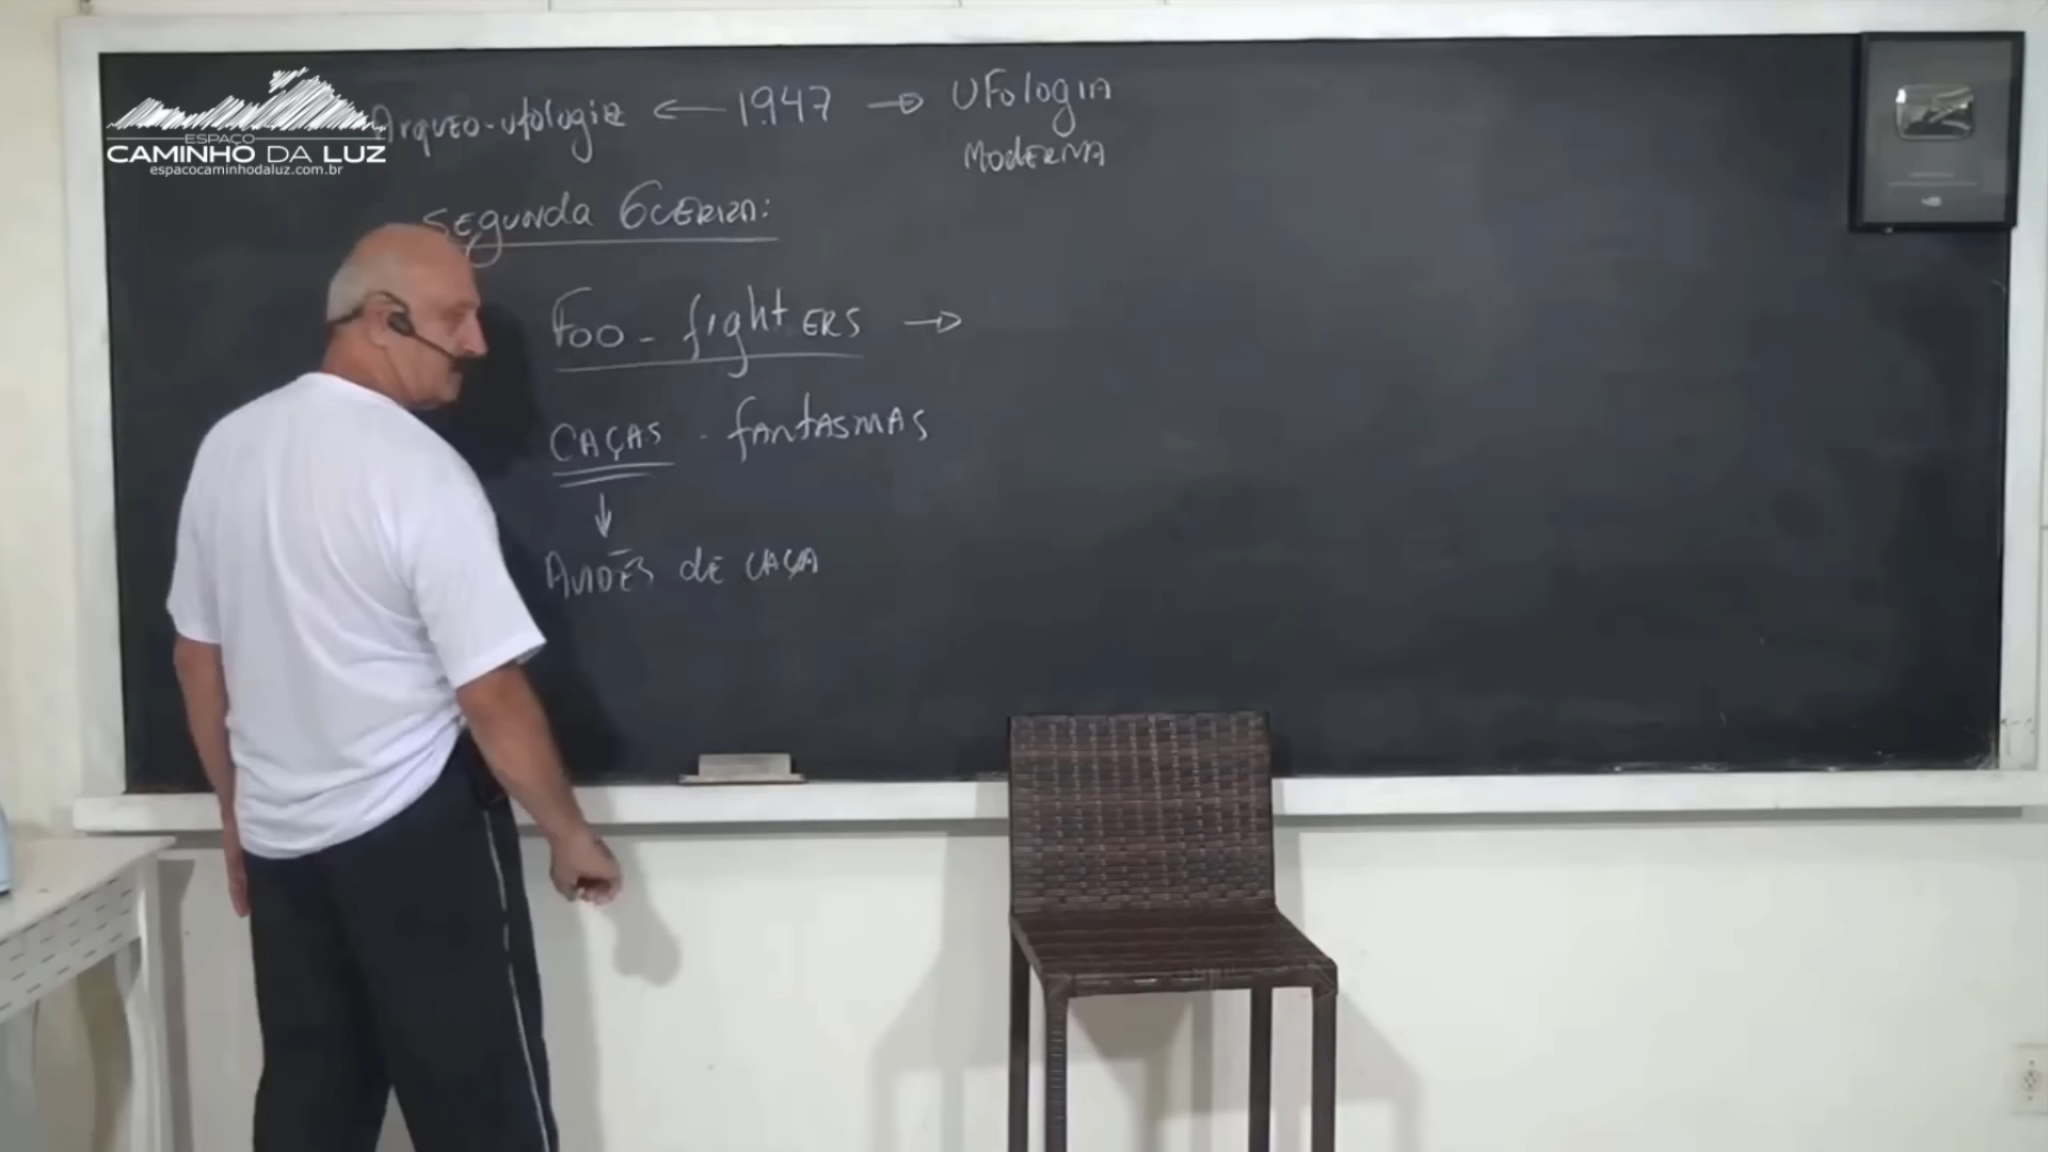 Arqueo-ufologia ← 1947 → UFologia
ModERNA
ESPAÇO
CAMINHO DA LUZ
espacocaminhodaluz.com.br
SEgunda GUERRA:
Foo - fightERS →
CAÇAS - fANtASMAS
↓
AviÕES dE CAÇA